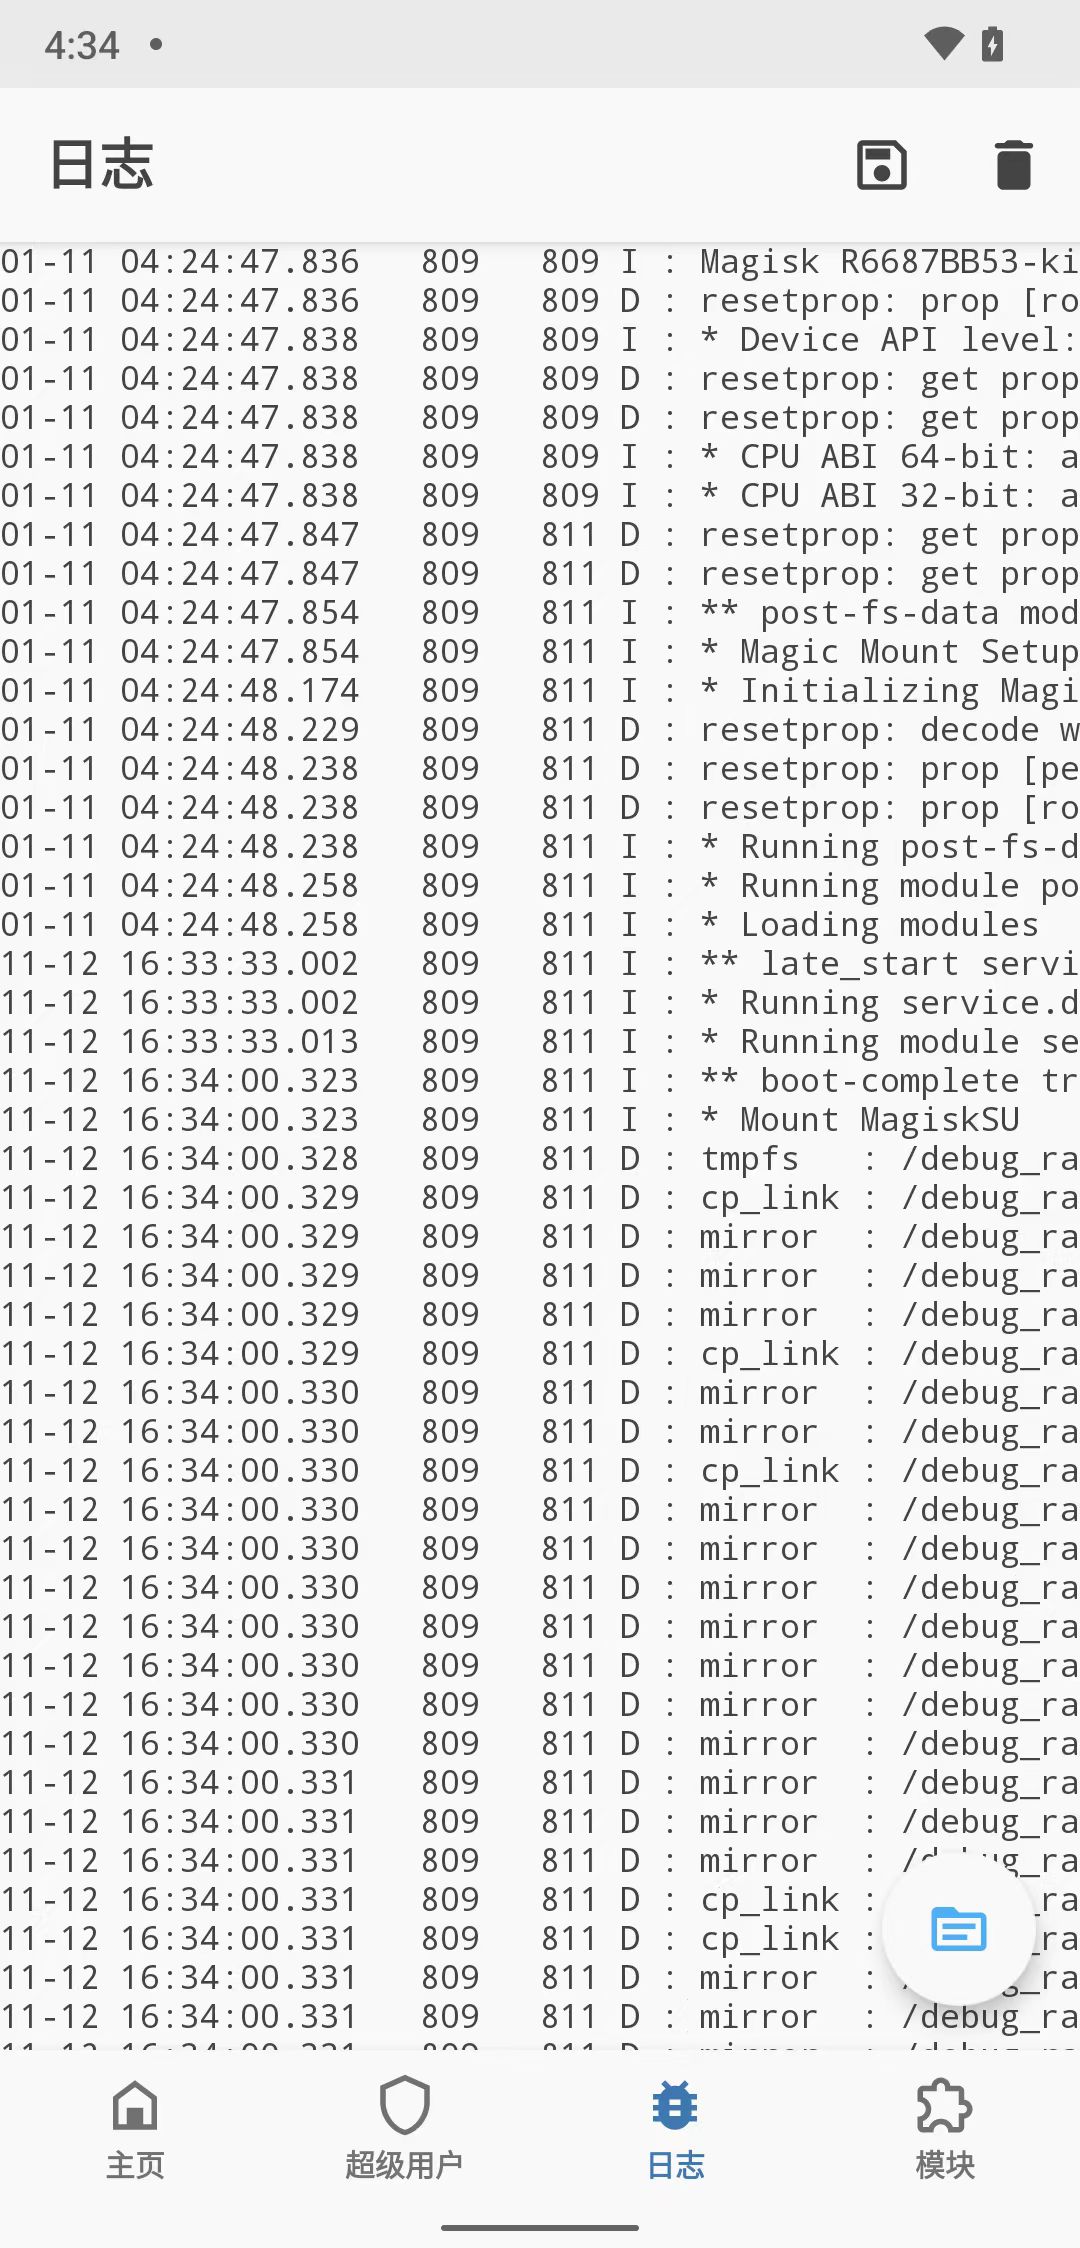 4:34
日志
01-11 04:24:47.836 809 809 I : Magisk R6687BB53-ki
01-11 04:24:47.836 809 809 D : resetprop: prop [ro
01-11 04:24:47.838 809 809 I : * Device API level:
01-11 04:24:47.838 809 809 D : resetprop: get prop
01-11 04:24:47.838 809 809 D : resetprop: get prop
01-11 04:24:47.838 809 809 I : * CPU ABI 64-bit: a
01-11 04:24:47.838 809 809 I : * CPU ABI 32-bit: a
01-11 04:24:47.847 809 811 D : resetprop: get prop
01-11 04:24:47.847 809 811 D : resetprop: get prop
01-11 04:24:47.854 809 811 I : ** post-fs-data mod
01-11 04:24:47.854 809 811 I : * Magic Mount Setup
01-11 04:24:48.174 809 811 I : * Initializing Magi
01-11 04:24:48.229 809 811 D : resetprop: decode w
01-11 04:24:48.238 809 811 D : resetprop: prop [pe
01-11 04:24:48.238 809 811 D : resetprop: prop [ro
01-11 04:24:48.238 809 811 I : * Running post-fs-d
01-11 04:24:48.258 809 811 I : * Running module po
01-11 04:24:48.258 809 811 I : * Loading modules
11-12 16:33:33.002 809 811 I : ** late_start servi
11-12 16:33:33.002 809 811 I : * Running service.d
11-12 16:33:33.013 809 811 I : * Running module se
11-12 16:34:00.323 809 811 I : ** boot-complete tr
11-12 16:34:00.323 809 811 I : * Mount MagiskSU
11-12 16:34:00.328 809 811 D : tmpfs : /debug_ra
11-12 16:34:00.329 809 811 D : cp_link : /debug_ra
11-12 16:34:00.329 809 811 D : mirror : /debug_ra
11-12 16:34:00.329 809 811 D : mirror : /debug_ra
11-12 16:34:00.329 809 811 D : mirror : /debug_ra
11-12 16:34:00.329 809 811 D : cp_link : /debug_ra
11-12 16:34:00.330 809 811 D : mirror : /debug_ra
11-12 16:34:00.330 809 811 D : mirror : /debug_ra
11-12 16:34:00.330 809 811 D : cp_link : /debug_ra
11-12 16:34:00.330 809 811 D : mirror : /debug_ra
11-12 16:34:00.330 809 811 D : mirror : /debug_ra
11-12 16:34:00.330 809 811 D : mirror : /debug_ra
11-12 16:34:00.330 809 811 D : mirror : /debug_ra
11-12 16:34:00.330 809 811 D : mirror : /debug_ra
11-12 16:34:00.330 809 811 D : mirror : /debug_ra
11-12 16:34:00.330 809 811 D : mirror : /debug_ra
11-12 16:34:00.331 809 811 D : mirror : /debug_ra
11-12 16:34:00.331 809 811 D : mirror : /debug_ra
11-12 16:34:00.331 809 811 D : mirror : /debug_ra
11-12 16:34:00.331 809 811 D : cp_link : ra
11-12 16:34:00.331 809 811 D : cp_link : ra
11-12 16:34:00.331 809 811 D : mirror : ra
11-12 16:34:00.331 809 811 D : mirror : /debug_ra
主页
超级用户
日志
模块